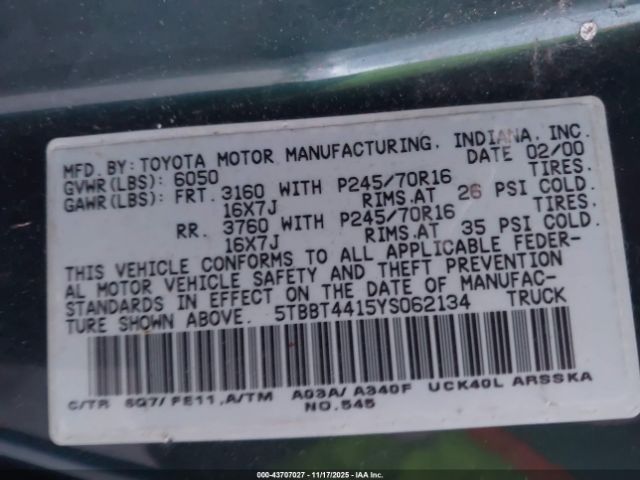 MFD. BY: TOYOTA MOTOR MANUFACTURING, INDIANA, INC.
GVWR(LBS): 6050 DATE 02/00
GAWR(LBS): FRT. 3160 WITH P245/70R16 TIRES.
16X7J RIMS.AT 26 PSI COLD.
RR. 3760 WITH P245/70R16 TIRES.
16X7J RIMS.AT 35 PSI COLD.
THIS VEHICLE CONFORMS TO ALL APPLICABLE FEDER-
AL MOTOR VEHICLE SAFETY AND THEFT PREVENTION
STANDARDS IN EFFECT ON THE DATE OF MANUFAC-
TURE SHOWN ABOVE. 5TBBT4415YS062134 TRUCK
C/TR 6Q7/ FE11 ,A/TM A03A/ A340F UCK40L ARSSKA
NO.545
000-43707027 - 11/17/2025 - IAA Inc.